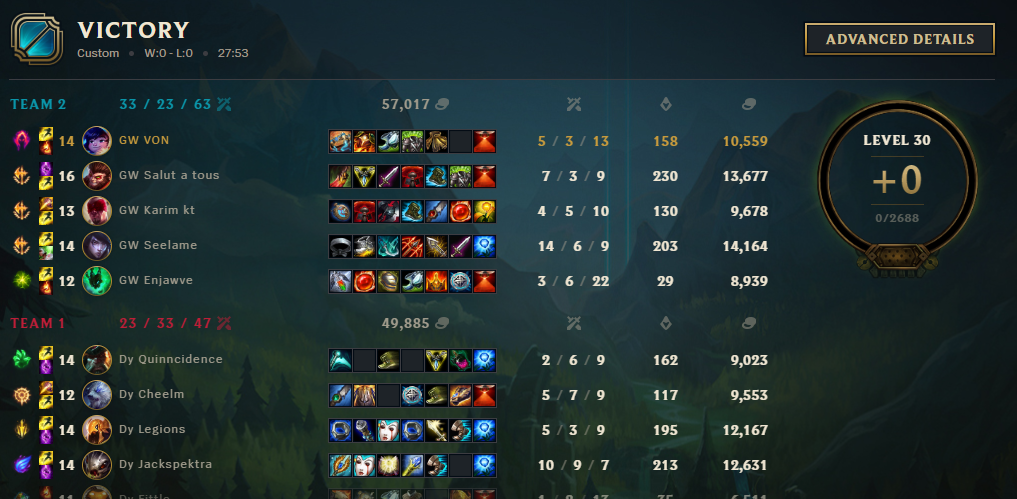 VICTORY
Custom • W:0 - L:0 • 27:53
ADVANCED DETAILS
TEAM 2 33 / 23 / 63 57,017
14 GW VON 5 / 3 / 13 158 10,559
16 GW Salut a tous 7 / 3 / 9 230 13,677
13 GW Karim kt 4 / 5 / 10 130 9,678
14 GW Seelame 14 / 6 / 9 203 14,164
12 GW Enjawve 3 / 6 / 22 29 8,939
LEVEL 30
+0
0/2688
TEAM 1 23 / 33 / 47 49,885
14 Dy Quinncidence 2 / 6 / 9 162 9,023
12 Dy Cheelm 5 / 7 / 9 117 9,553
14 Dy Legions 5 / 3 / 9 195 12,167
14 Dy Jackspektra 10 / 9 / 7 213 12,631